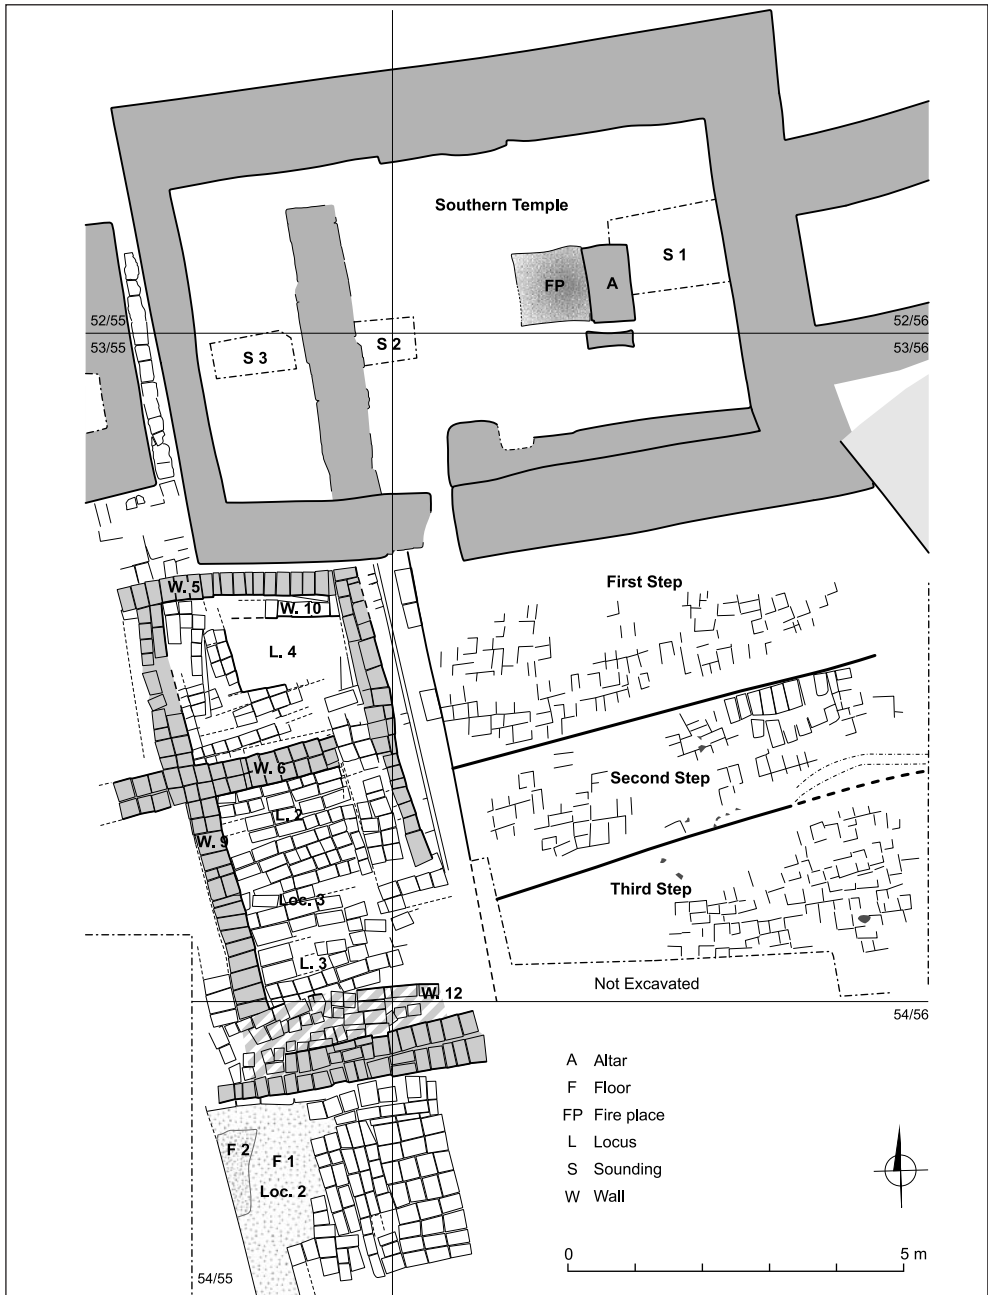 Southern Temple
S 1
FP
A
52/55
52/56
53/55
53/56
S 2
S 3
First Step
W. 5
W. 10
L. 4
W. 6
Second Step
L. 2
W. 9
Third Step
Loc. 3
L. 3
Not Excavated
W. 12
54/56
A Altar
F Floor
FP Fire place
L Locus
S Sounding
W Wall
F 2
F 1
Loc. 2
0
5 m
54/55